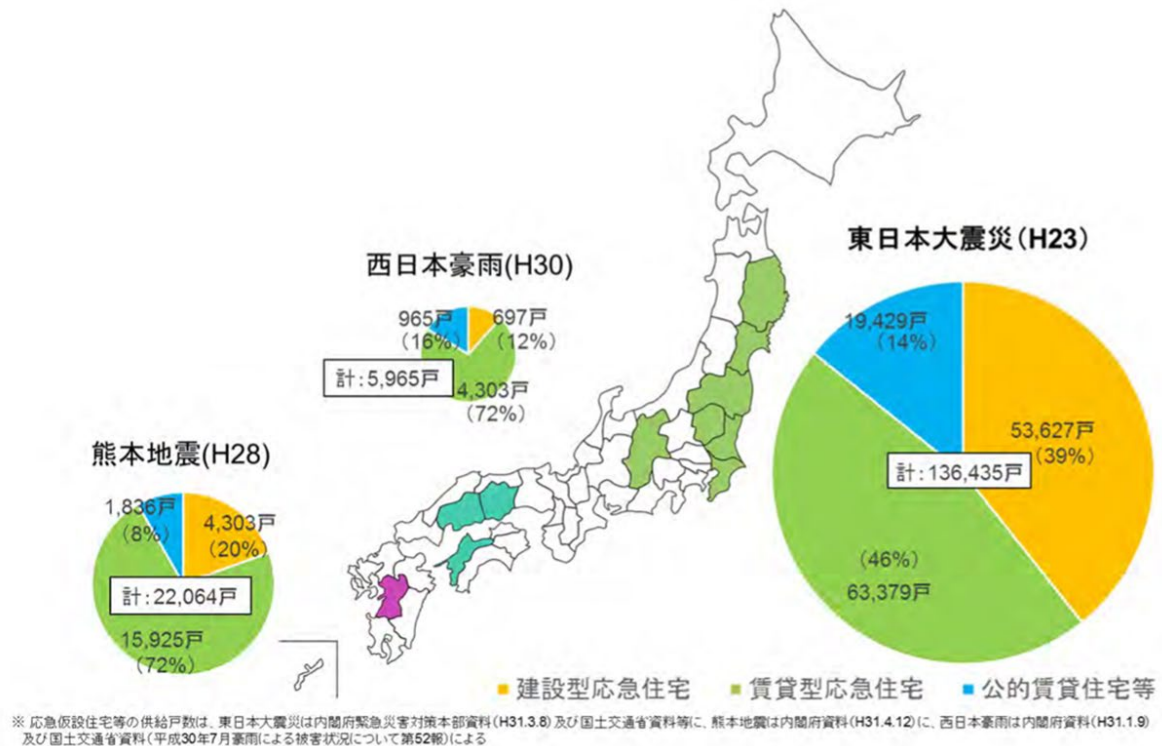 東日本大震災(H23)
19,429戸
(14%)
53,627戸
(39%)
計:136,435戸
(46%)
63,379戸
西日本豪雨(H30)
965戸
(16%)
697戸
(12%)
計:5,965戸
4,303戸
(72%)
熊本地震(H28)
1,836戸
(8%)
4,303戸
(20%)
計:22,064戸
15,925戸
(72%)
建設型応急住宅 賃貸型応急住宅 公的賃貸住宅等
※ 応急仮設住宅等の供給戸数は、東日本大震災は内閣府緊急災害対策本部資料(H31.3.8)及び国土交通省資料等に、熊本地震は内閣府資料(H31.4.12)に、西日本豪雨は内閣府資料(H31.1.9)
及び国土交通省資料(平成30年7月豪雨による被害状況について第52報)による